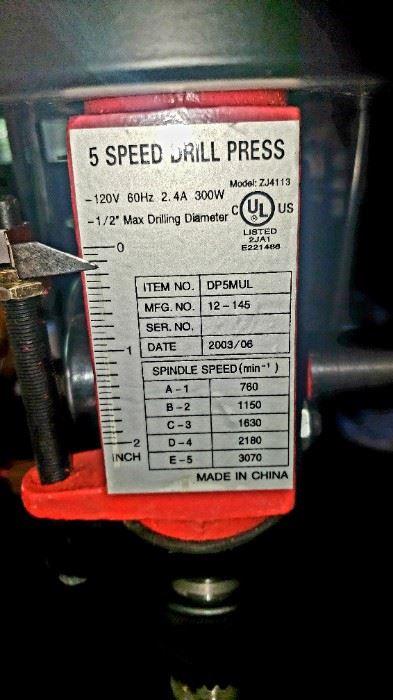 5 SPEED DRILL PRESS
Model: ZJ4113
-120V 60Hz 2.4A 300W
-1/2" Max Drilling Diameter
C UL US
LISTED
2JA1
E221486
0
1
2
INCH
ITEM NO. DP5MUL
MFG. NO. 12-145
SER. NO.
DATE 2003/06
SPINDLE SPEED(min⁻¹)
A-1 760
B-2 1150
C-3 1630
D-4 2180
E-5 3070
MADE IN CHINA